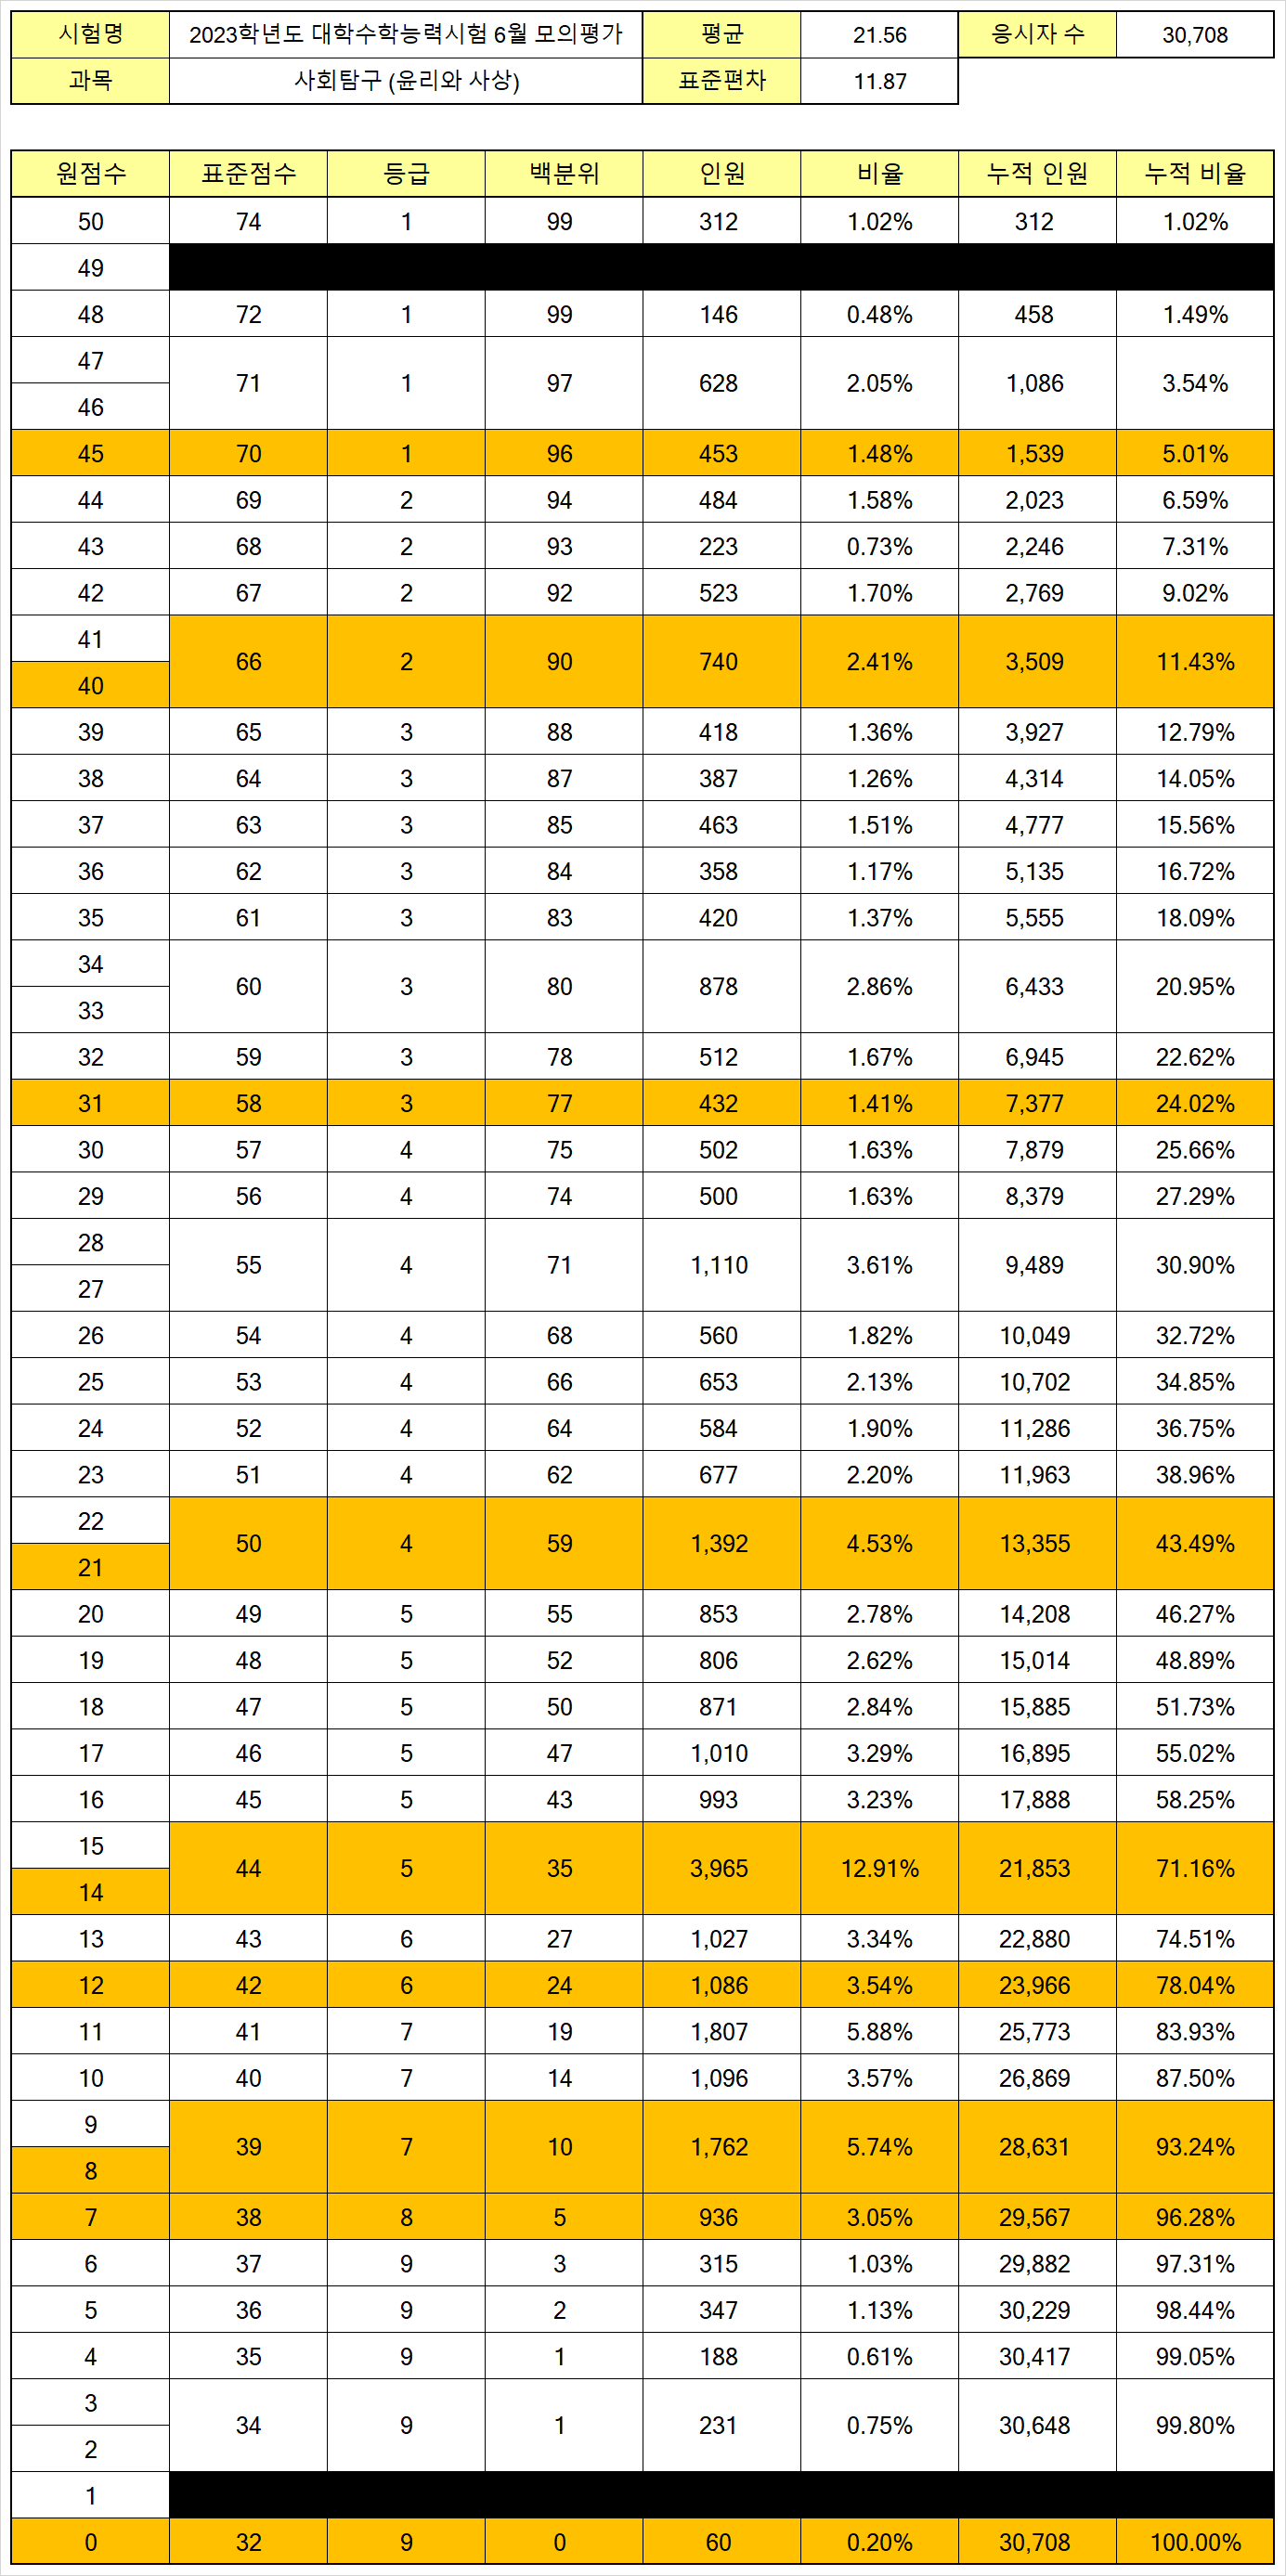 시험명 2023학년도 대학수학능력시험 6월 모의평가 평균 21.56 응시자 수 30,708
과목 사회탐구 (윤리와 사상) 표준편차 11.87
원점수 표준점수 등급 백분위 인원 비율 누적 인원 누적 비율
50 74 1 99 312 1.02% 312 1.02%
49
48 72 1 99 146 0.48% 458 1.49%
47
71 1 97 628 2.05% 1,086 3.54%
46
45 70 1 96 453 1.48% 1,539 5.01%
44 69 2 94 484 1.58% 2,023 6.59%
43 68 2 93 223 0.73% 2,246 7.31%
42 67 2 92 523 1.70% 2,769 9.02%
41
66 2 90 740 2.41% 3,509 11.43%
40
39 65 3 88 418 1.36% 3,927 12.79%
38 64 3 87 387 1.26% 4,314 14.05%
37 63 3 85 463 1.51% 4,777 15.56%
36 62 3 84 358 1.17% 5,135 16.72%
35 61 3 83 420 1.37% 5,555 18.09%
34
60 3 80 878 2.86% 6,433 20.95%
33
32 59 3 78 512 1.67% 6,945 22.62%
31 58 3 77 432 1.41% 7,377 24.02%
30 57 4 75 502 1.63% 7,879 25.66%
29 56 4 74 500 1.63% 8,379 27.29%
28
55 4 71 1,110 3.61% 9,489 30.90%
27
26 54 4 68 560 1.82% 10,049 32.72%
25 53 4 66 653 2.13% 10,702 34.85%
24 52 4 64 584 1.90% 11,286 36.75%
23 51 4 62 677 2.20% 11,963 38.96%
22
50 4 59 1,392 4.53% 13,355 43.49%
21
20 49 5 55 853 2.78% 14,208 46.27%
19 48 5 52 806 2.62% 15,014 48.89%
18 47 5 50 871 2.84% 15,885 51.73%
17 46 5 47 1,010 3.29% 16,895 55.02%
16 45 5 43 993 3.23% 17,888 58.25%
15
44 5 35 3,965 12.91% 21,853 71.16%
14
13 43 6 27 1,027 3.34% 22,880 74.51%
12 42 6 24 1,086 3.54% 23,966 78.04%
11 41 7 19 1,807 5.88% 25,773 83.93%
10 40 7 14 1,096 3.57% 26,869 87.50%
9
39 7 10 1,762 5.74% 28,631 93.24%
8
7 38 8 5 936 3.05% 29,567 96.28%
6 37 9 3 315 1.03% 29,882 97.31%
5 36 9 2 347 1.13% 30,229 98.44%
4 35 9 1 188 0.61% 30,417 99.05%
3
34 9 1 231 0.75% 30,648 99.80%
2
1
0 32 9 0 60 0.20% 30,708 100.00%